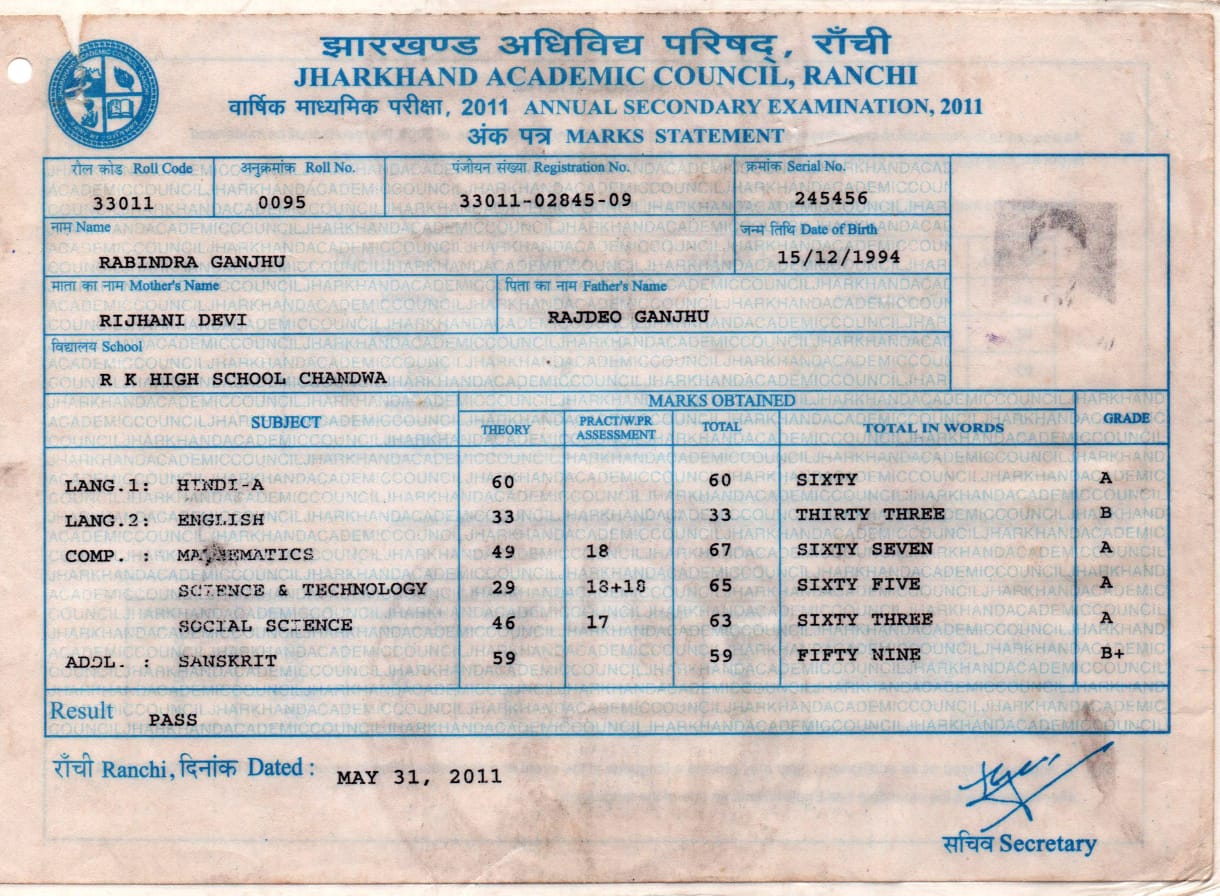 झारखण्ड अधिविद्य परिषद्, राँची
JHARKHAND ACADEMIC COUNCIL, RANCHI
वार्षिक माध्यमिक परीक्षा, 2011 ANNUAL SECONDARY EXAMINATION, 2011
अंक पत्र MARKS STATEMENT
रौल कोड Roll Code अनुक्रमांक Roll No. पंजीयन संख्या Registration No. क्रमांक Serial No.
33011 0095 33011-02845-09 245456
नाम Name जन्म तिथि Date of Birth
RABINDRA GANJHU 15/12/1994
माता का नाम Mother's Name पिता का नाम Father's Name
RIJHANI DEVI RAJDEO GANJHU
विद्यालय School
R K HIGH SCHOOL CHANDWA
SUBJECT MARKS OBTAINED GRADE
THEORY PRACT/W.PR ASSESSMENT TOTAL TOTAL IN WORDS
LANG.1: HINDI-A 60 60 SIXTY A
LANG.2: ENGLISH 33 33 THIRTY THREE B
COMP. : MATHEMATICS 49 18 67 SIXTY SEVEN A
SCIENCE & TECHNOLOGY 29 18+18 65 SIXTY FIVE A
SOCIAL SCIENCE 46 17 63 SIXTY THREE A
ADDL. : SANSKRIT 59 59 FIFTY NINE B+
Result PASS
राँची Ranchi, दिनांक Dated : MAY 31, 2011
सचिव Secretary